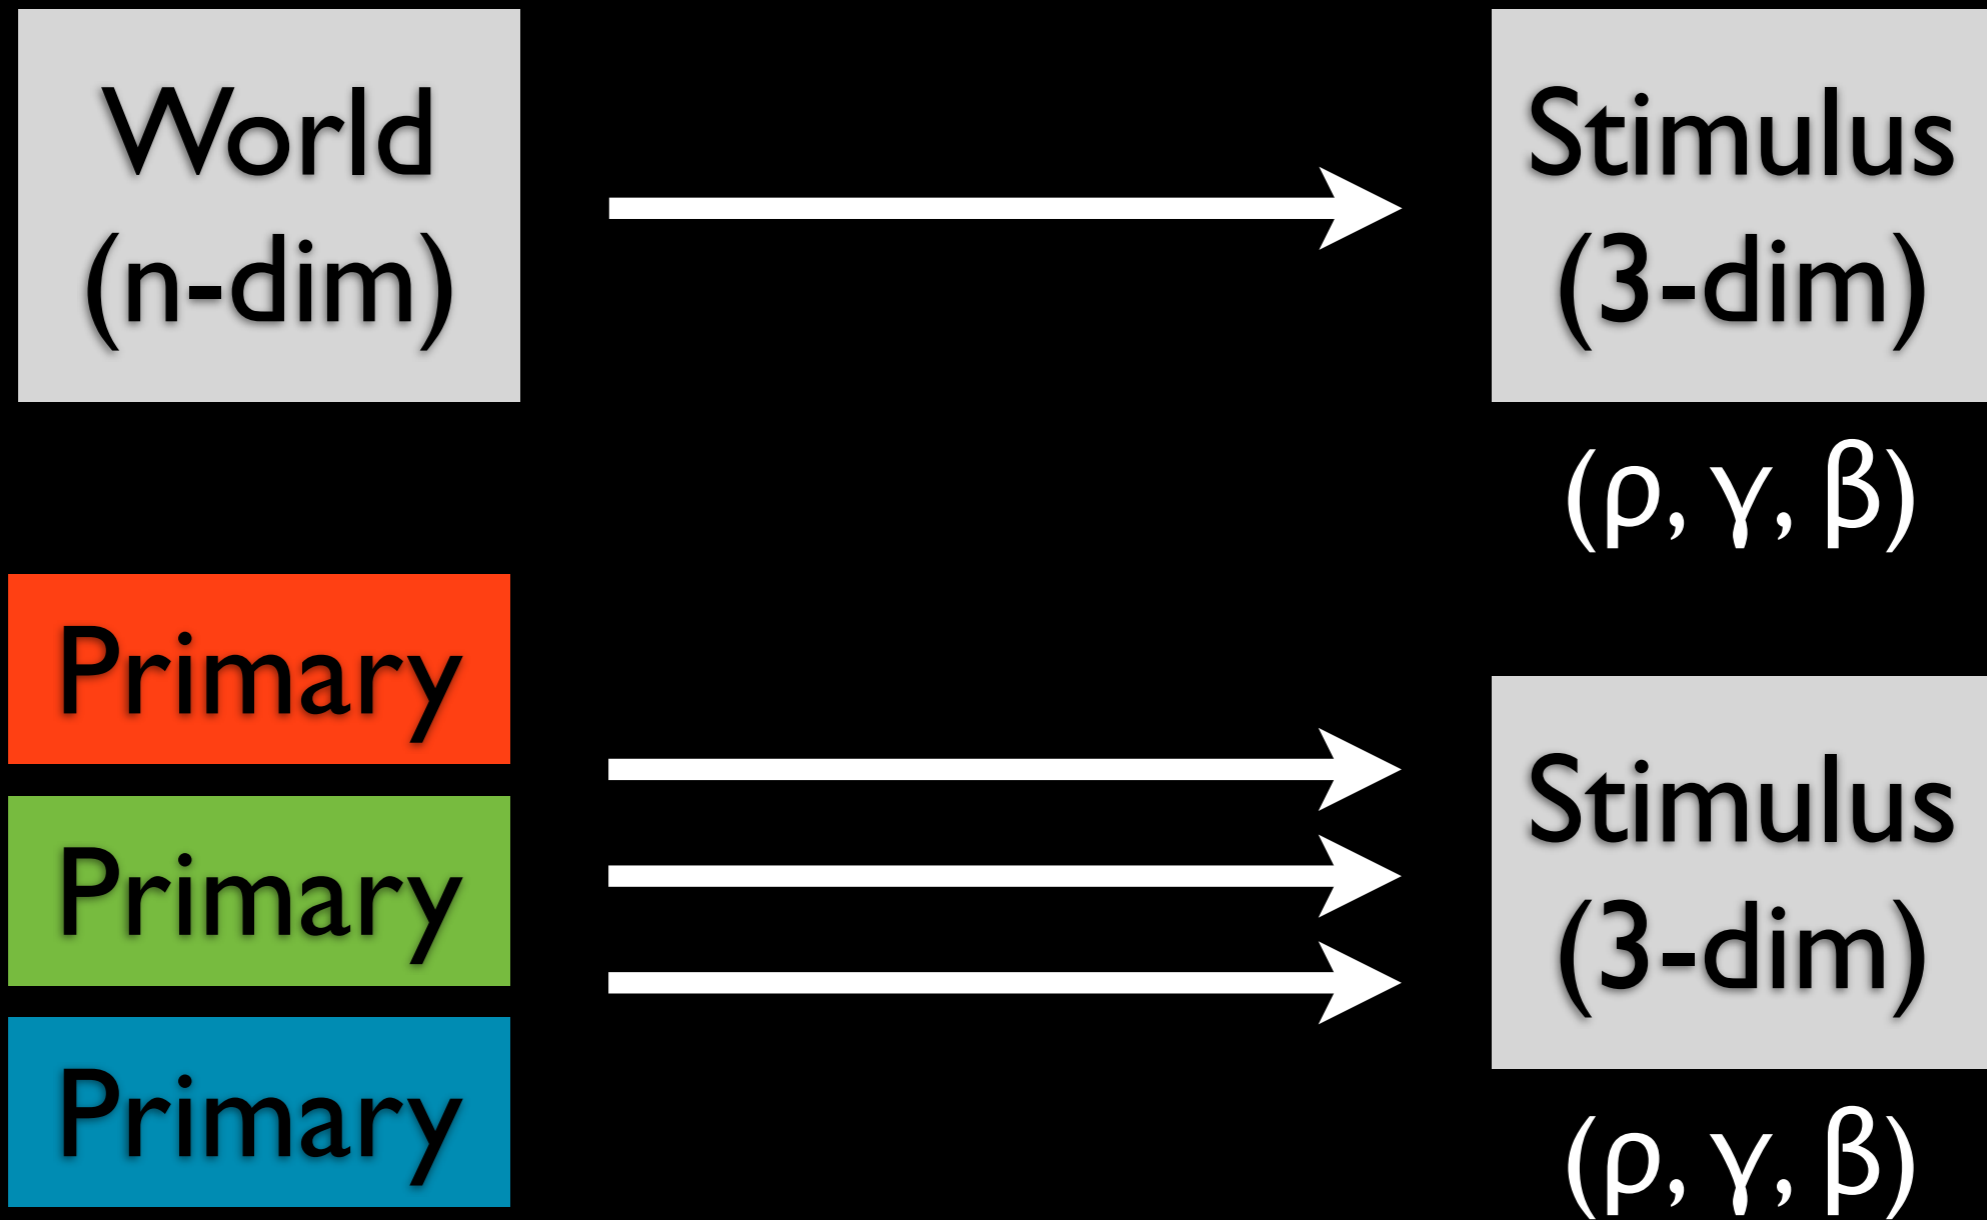 World
(n-dim)
Stimulus
(3-dim)
(ρ, γ, β)
Primary
Primary
Primary
Stimulus
(3-dim)
(ρ, γ, β)